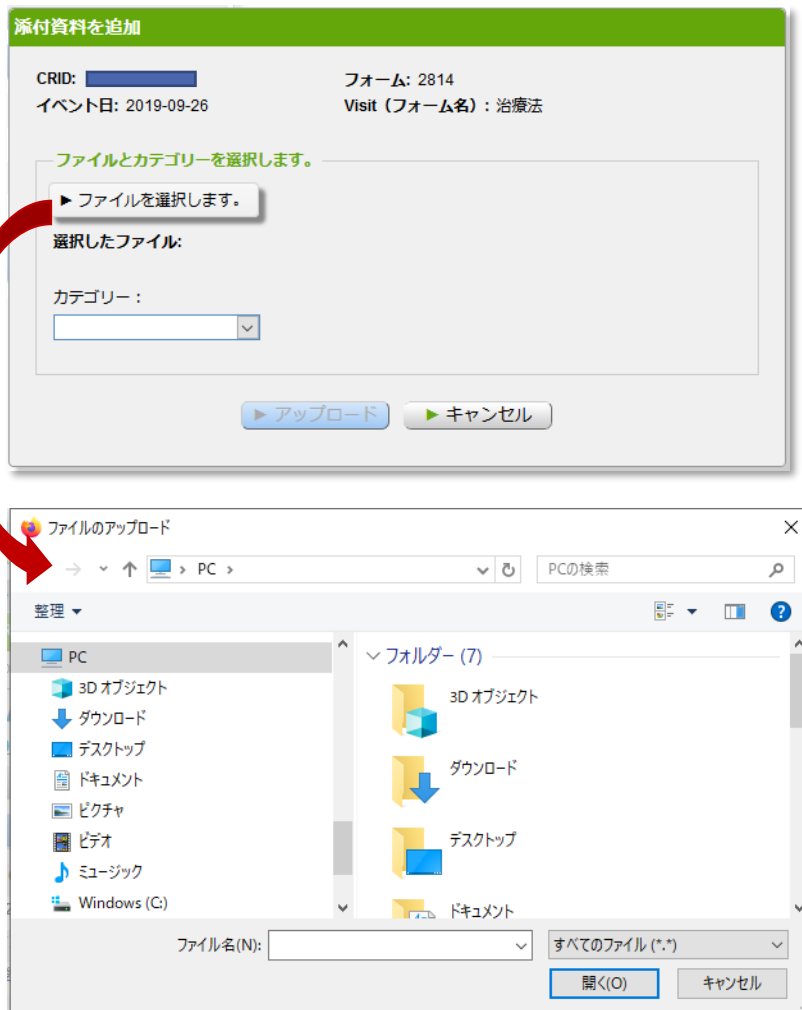 添付資料を追加
CRID:
フォーム: 2814
イベント日: 2019-09-26
Visit（フォーム名）: 治療法
ファイルとカテゴリーを選択します。
ファイルを選択します。
選択したファイル:
カテゴリー：
アップロード
キャンセル
ファイルのアップロード
PC
PCの検索
整理
PC
3D オブジェクト
ダウンロード
デスクトップ
ドキュメント
ピクチャ
ビデオ
ミュージック
Windows (C:)
フォルダー (7)
3D オブジェクト
ダウンロード
デスクトップ
ドキュメント
ファイル名(N):
すべてのファイル (*.*)
開く(O)
キャンセル